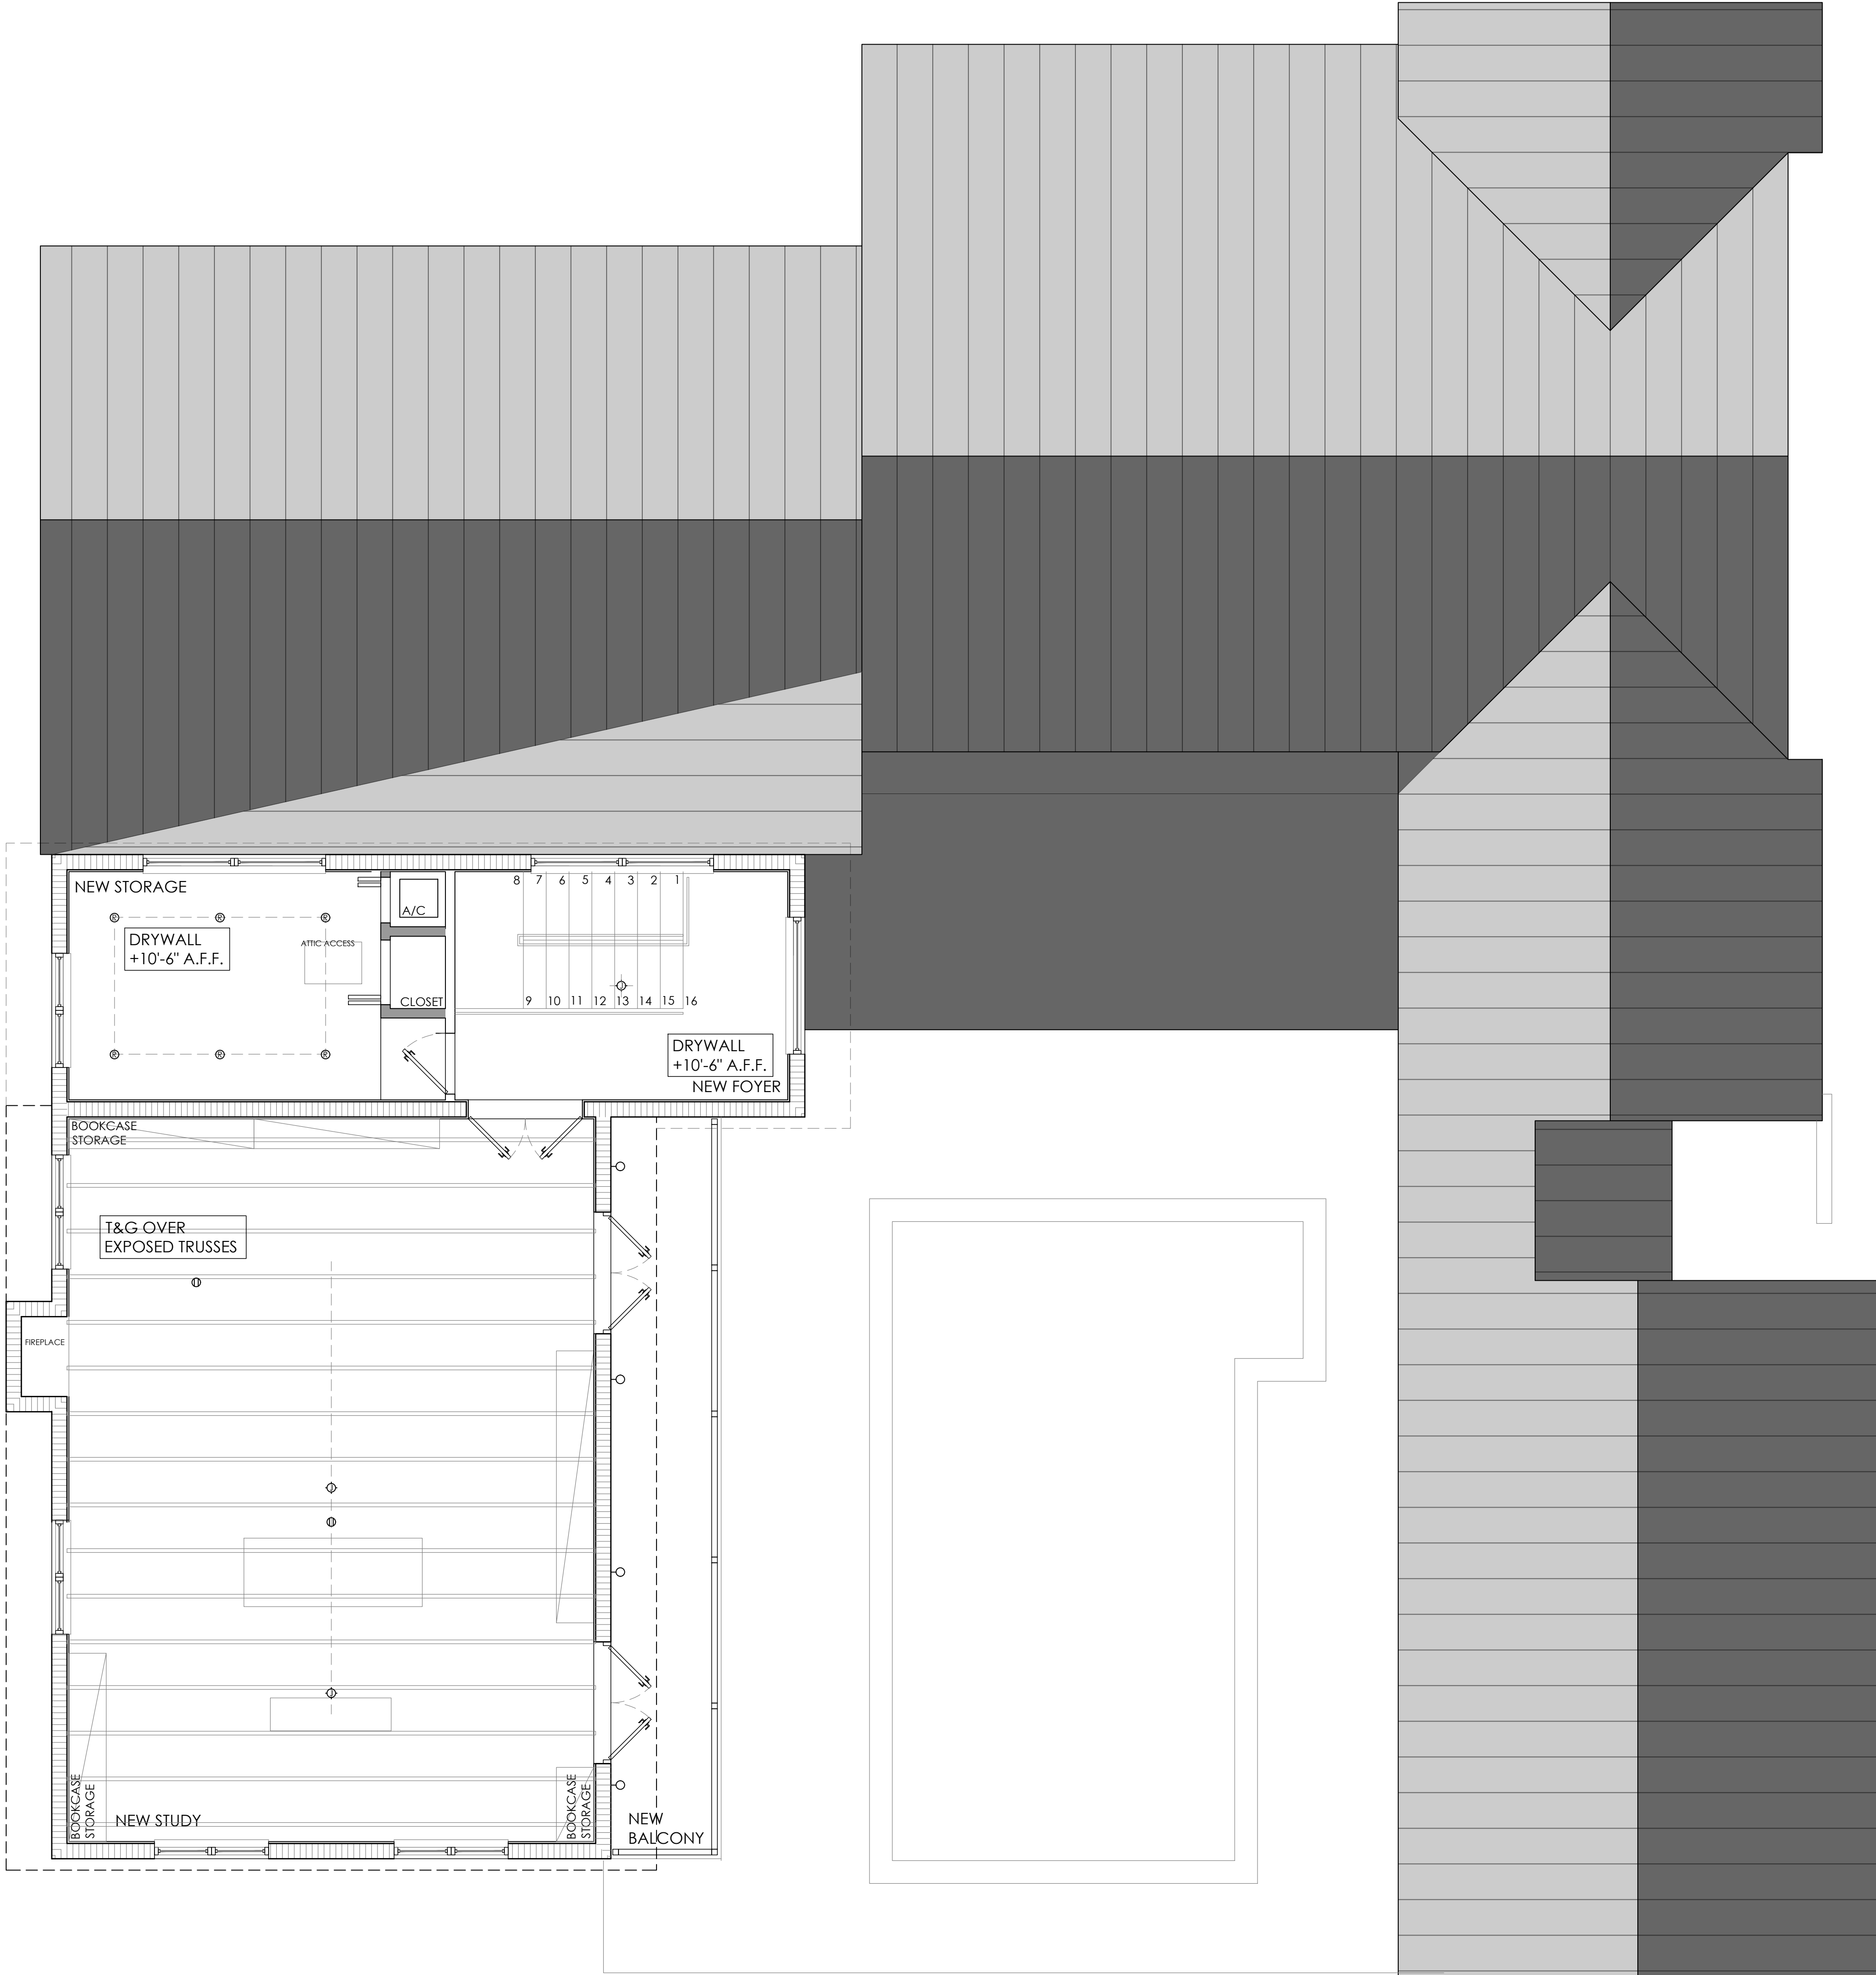 8 7 6 5 4 3 2 1
NEW STORAGE
A/C
DRYWALL
+10'-6" A.F.F.
ATTIC ACCESS
CLOSET
9 10 11 12 13 14 15 16
DRYWALL
+10'-6" A.F.F.
NEW FOYER
BOOKCASE
STORAGE
T&G OVER
EXPOSED TRUSSES
FIREPLACE
BOOKCASE
STORAGE
NEW STUDY
BOOKCASE
STORAGE
NEW
BALCONY